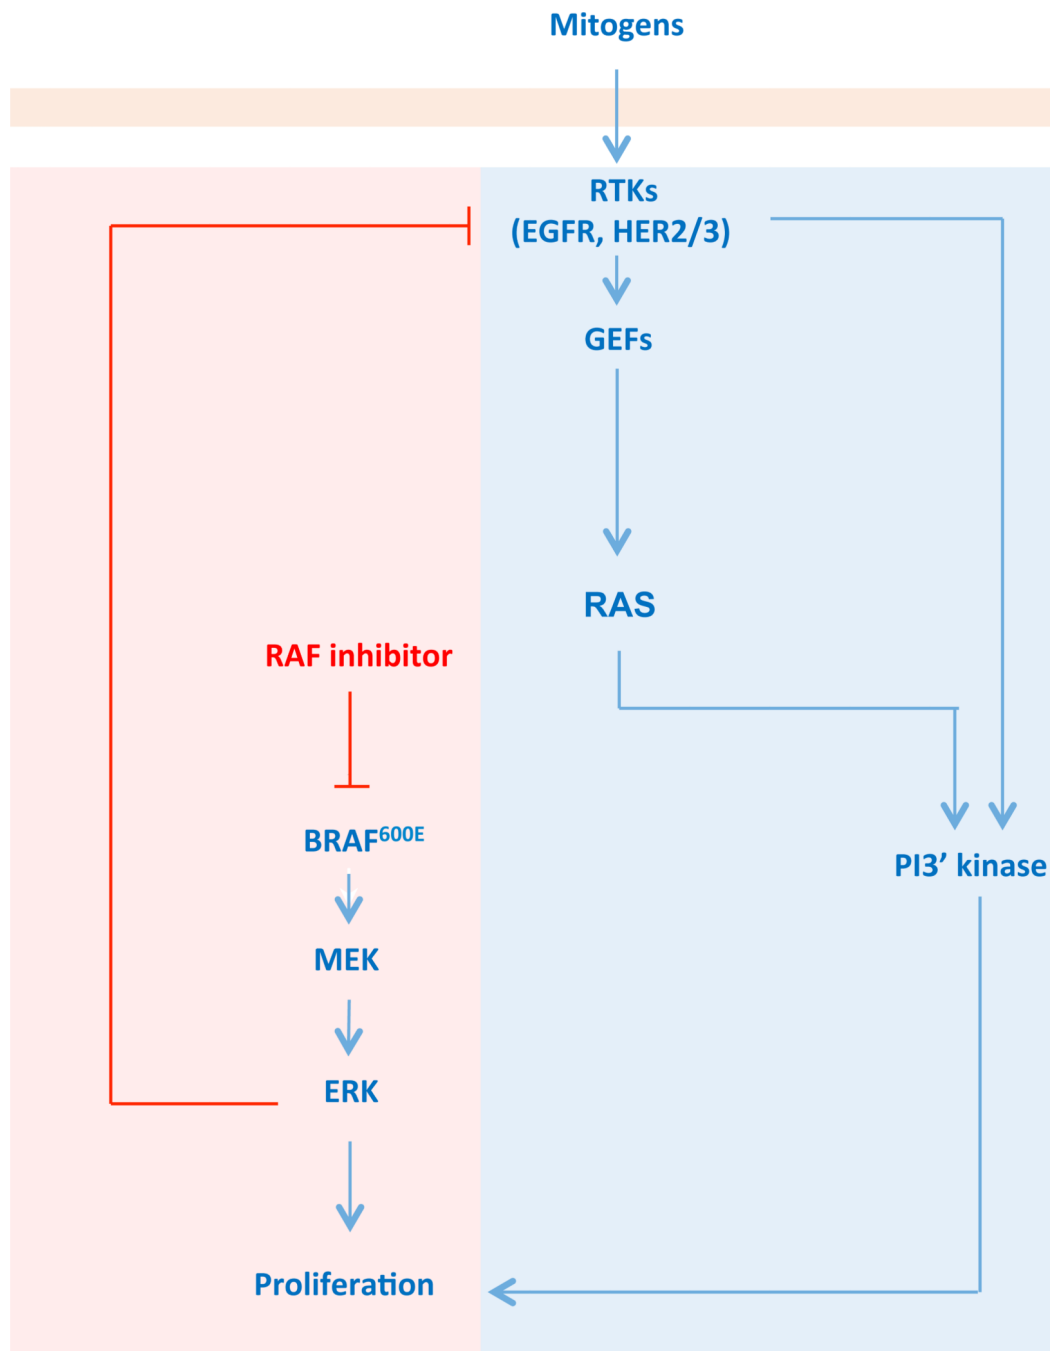 Mitogens
RTKs
(EGFR, HER2/3)
GEFs
RAS
RAF inhibitor
BRAF600E
PI3’ kinase
MEK
ERK
Proliferation